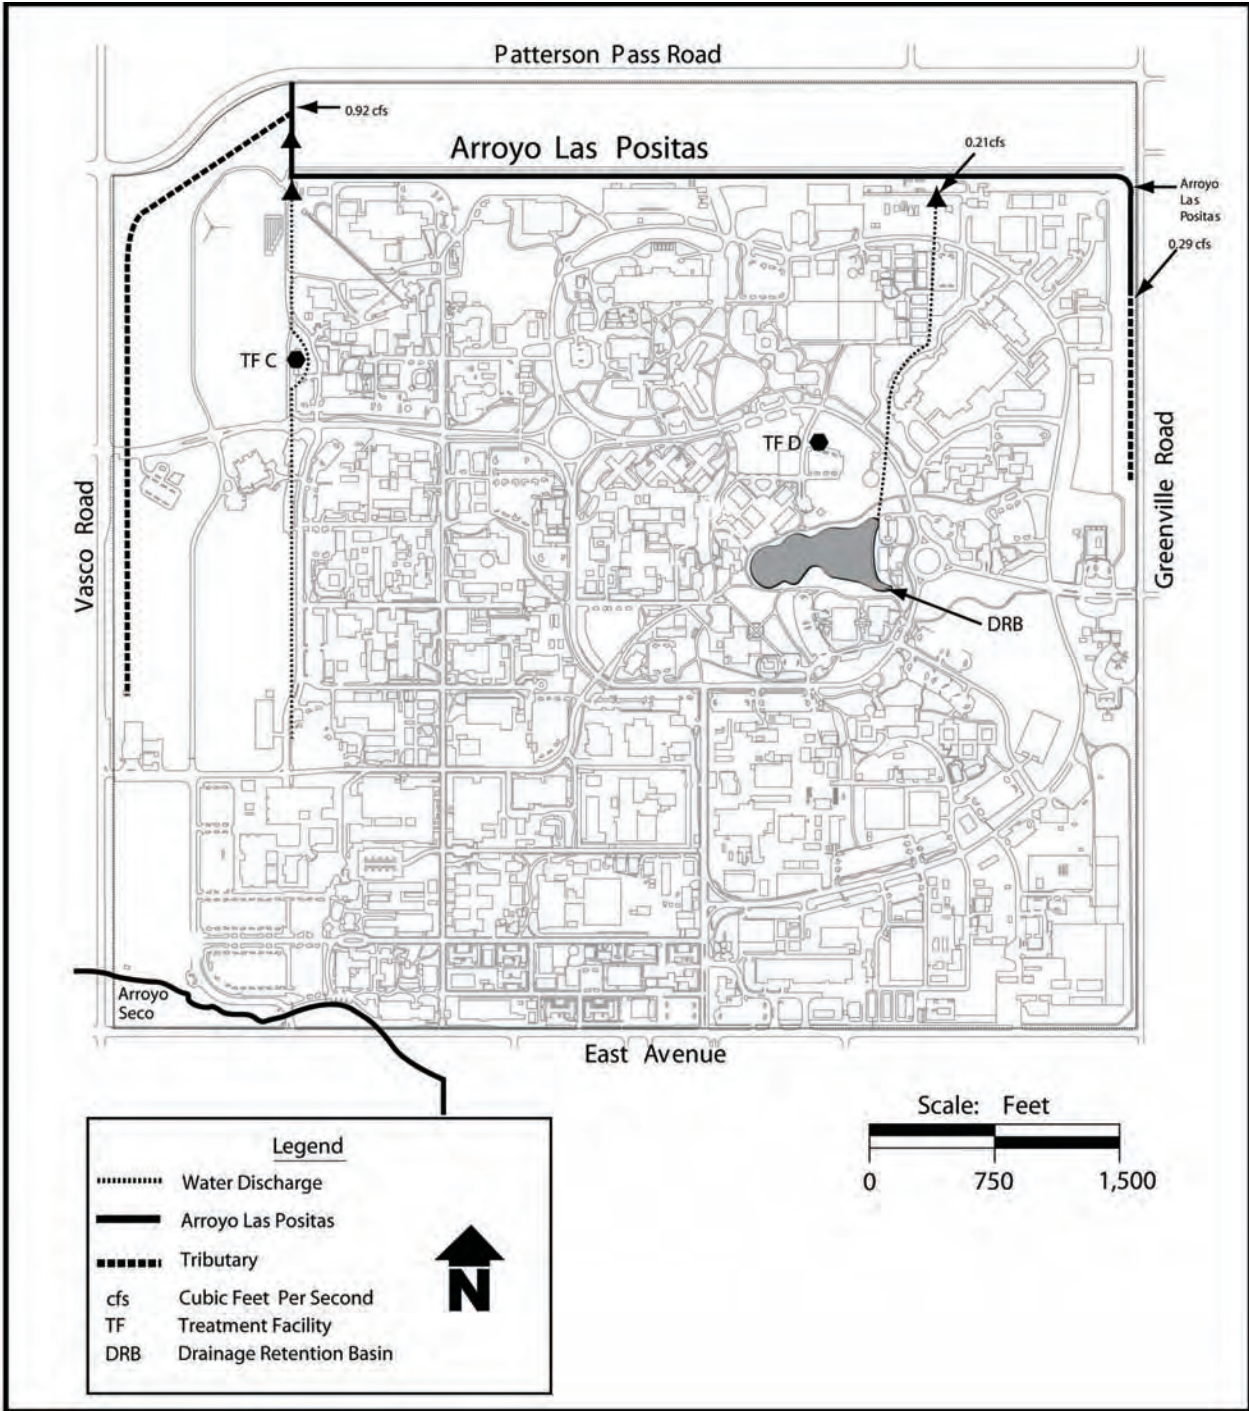 Patterson Pass Road
0.92 cfs
Arroyo Las Positas
0.21cfs
Arroyo
Las
Positas
0.29 cfs
TF C
TF D
Vasco Road
Greenville Road
DRB
Arroyo
Seco
East Avenue
Scale: Feet
0 750 1,500
Legend
Water Discharge
Arroyo Las Positas
Tributary
cfs Cubic Feet Per Second
TF Treatment Facility
DRB Drainage Retention Basin
N